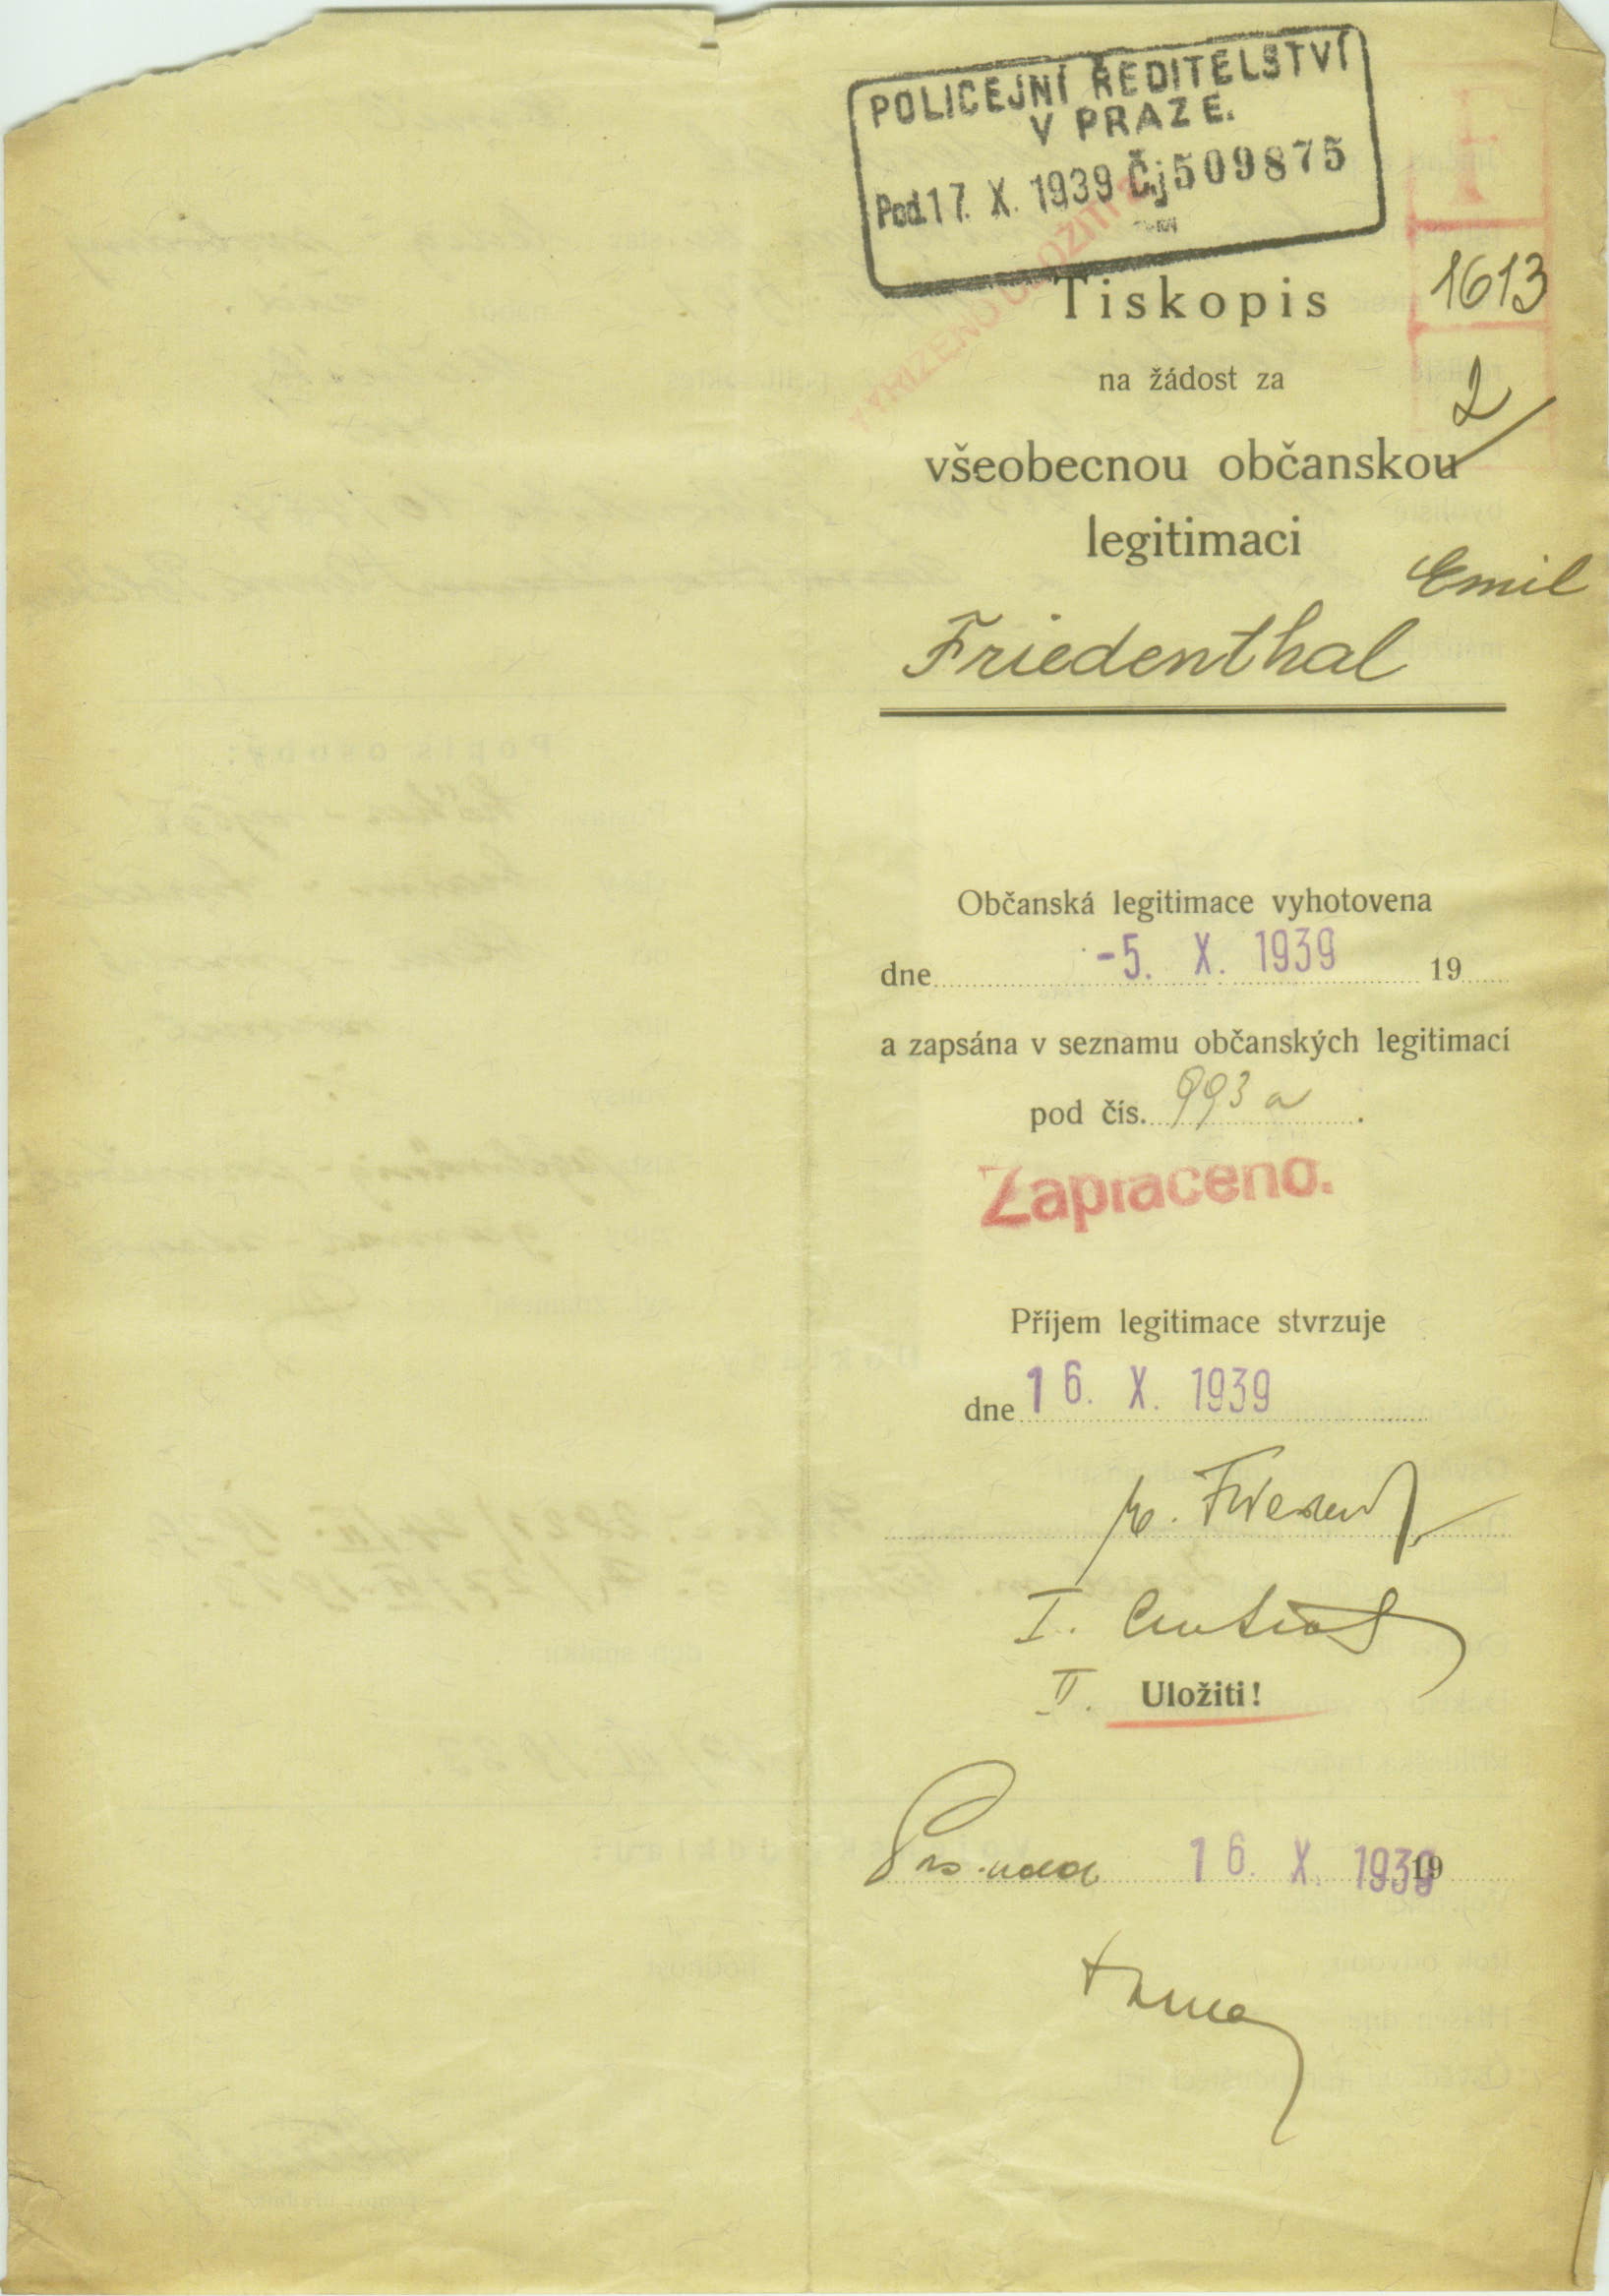 POLICEJNÍ ŘEDITELSTVÍ
V PRAZE.
Pod. 17. X. 1939 Čj 509875
F
1613
2
Tiskopis
na žádost za
všeobecnou občanskou
legitimaci
Emil
Friedenthal
Občanská legitimace vyhotovena
dne -5. X. 1939 19
a zapsána v seznamu občanských legitimací
pod čís. 993 a .
Zaplaceno.
Příjem legitimace stvrzuje
dne 16. X. 1939
I.
II. Uložiti!
16. X. 1939 19